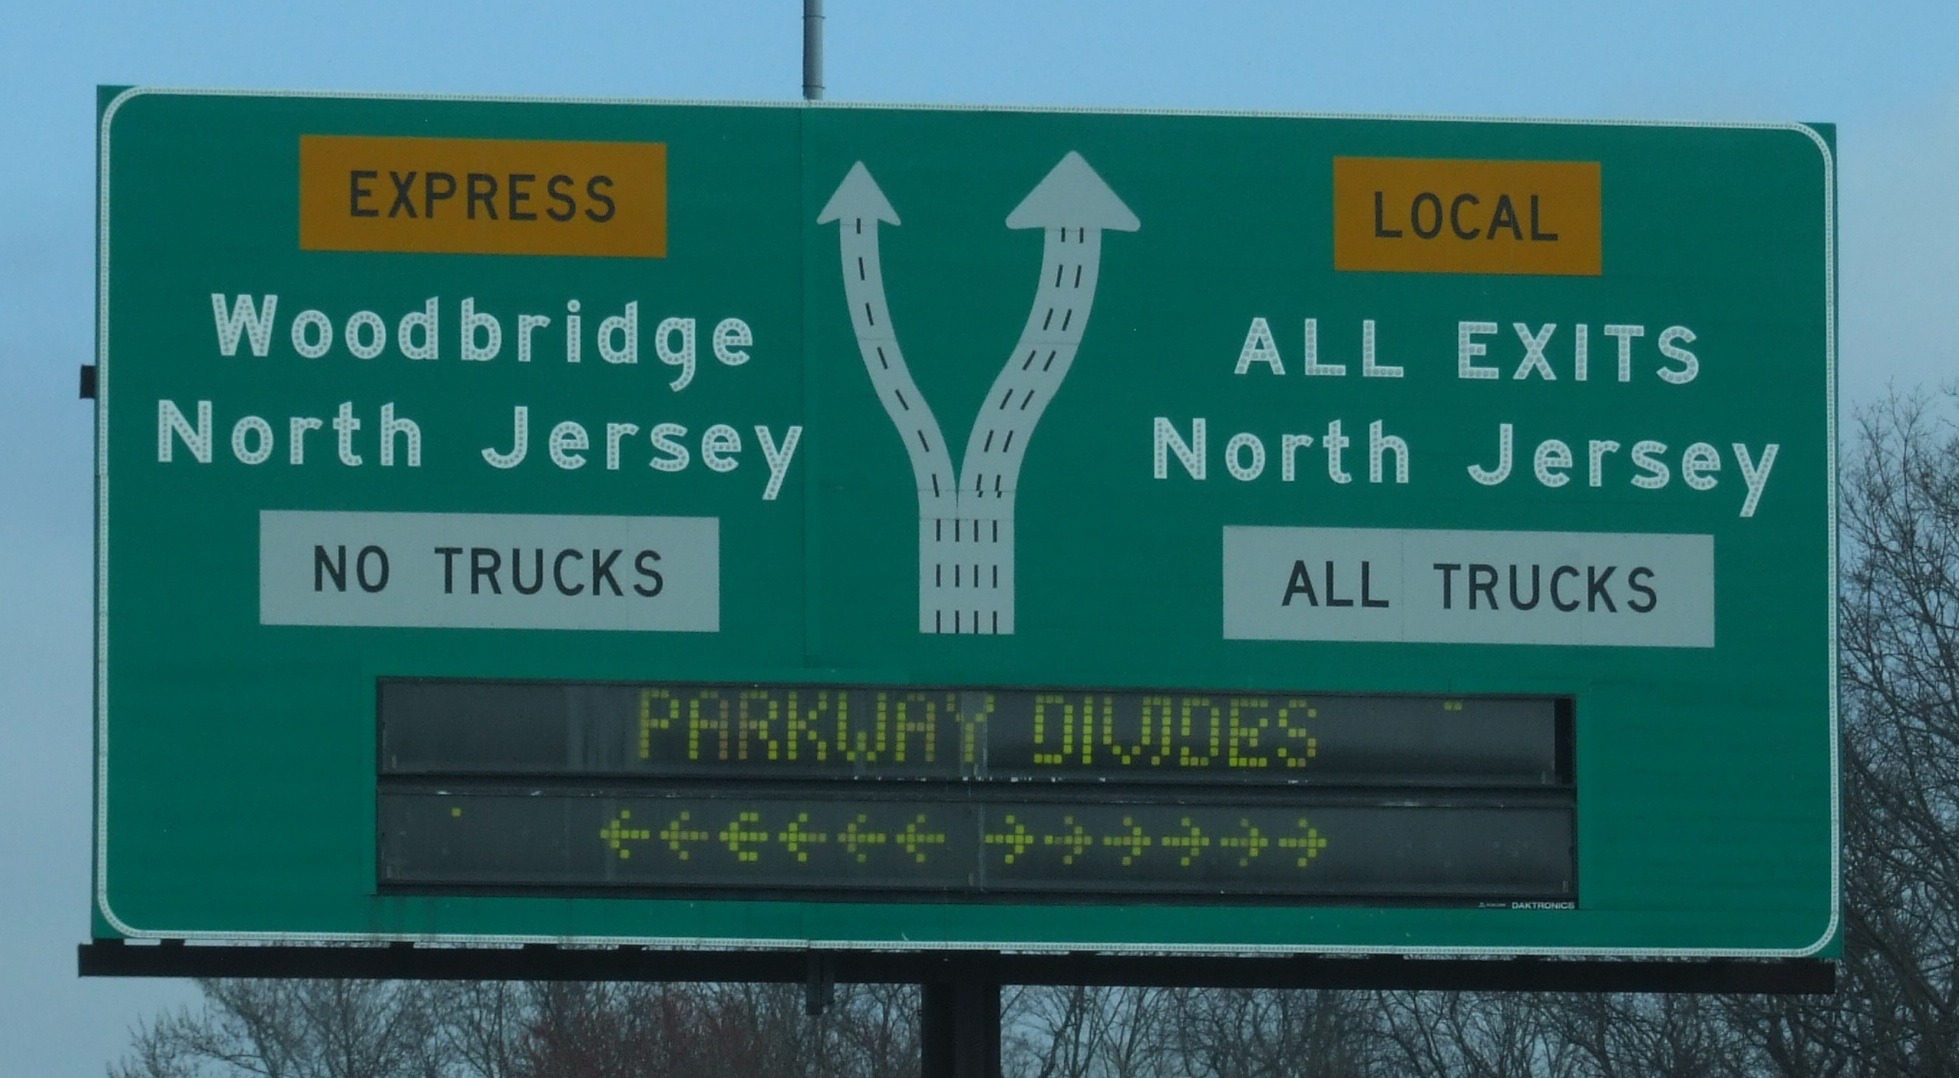 EXPRESS
Woodbridge
North Jersey
NO TRUCKS
LOCAL
ALL EXITS
North Jersey
ALL TRUCKS
PARKWAY DIVIDES
←←←←←← →→→→→→
DAKTRONICS